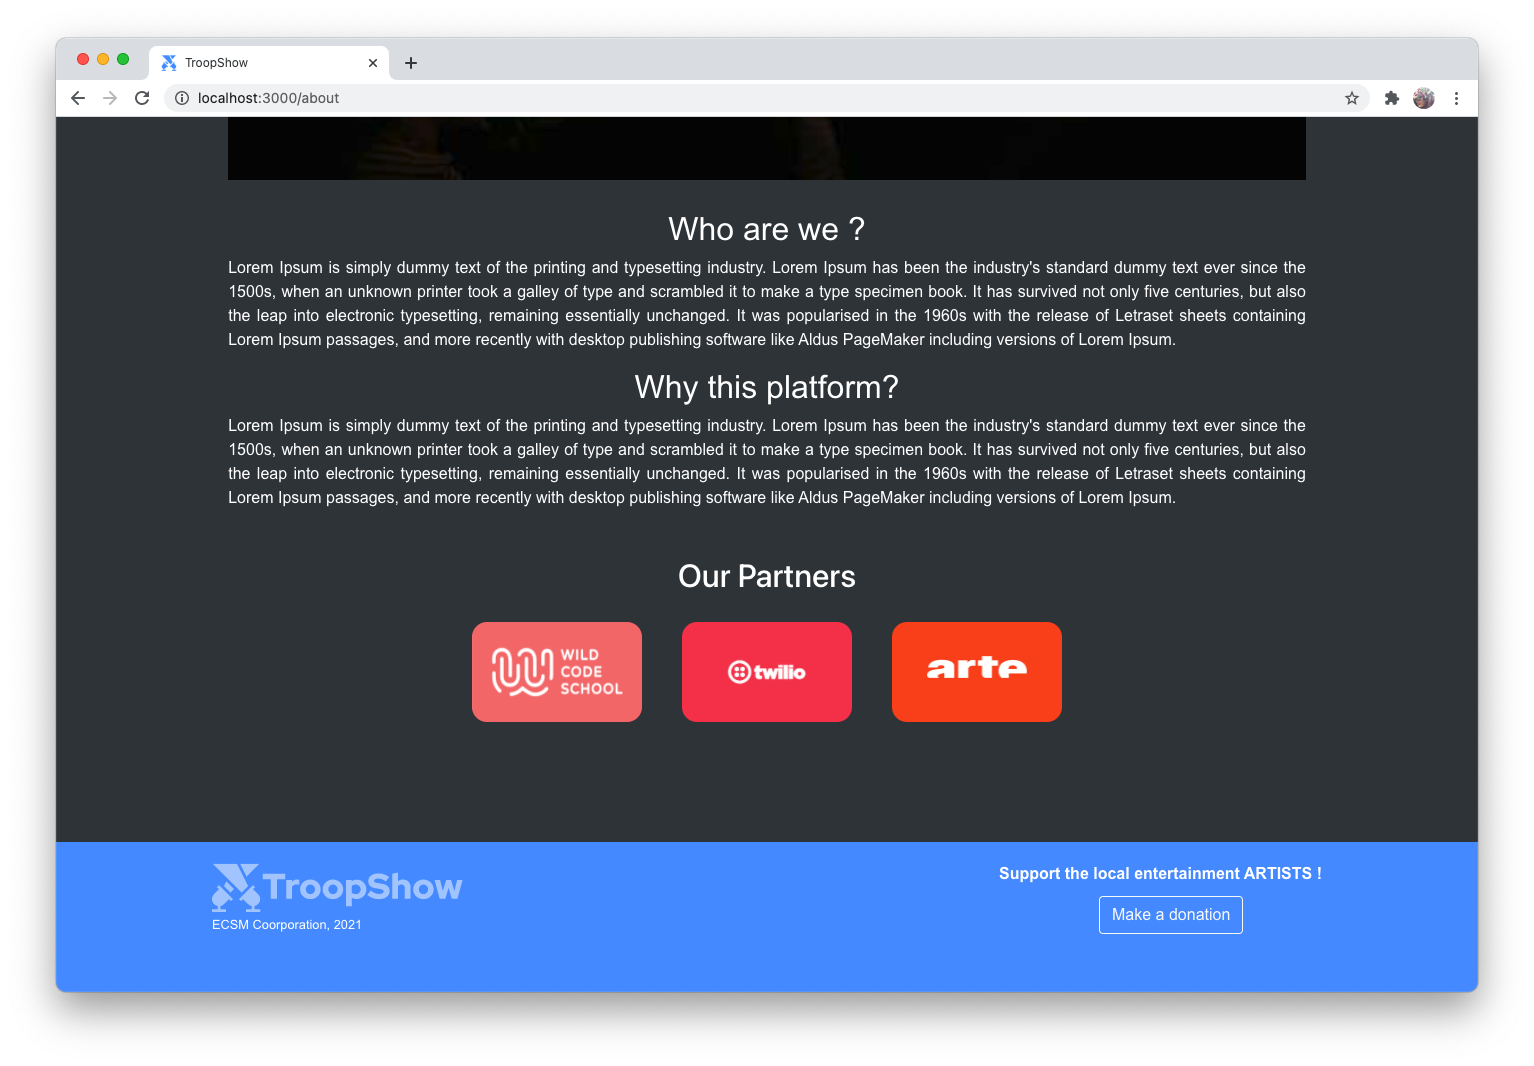 TroopShow
localhost:3000/about
Who are we ?
Lorem Ipsum is simply dummy text of the printing and typesetting industry. Lorem Ipsum has been the industry's standard dummy text ever since the
1500s, when an unknown printer took a galley of type and scrambled it to make a type specimen book. It has survived not only five centuries, but also
the leap into electronic typesetting, remaining essentially unchanged. It was popularised in the 1960s with the release of Letraset sheets containing
Lorem Ipsum passages, and more recently with desktop publishing software like Aldus PageMaker including versions of Lorem Ipsum.
Why this platform?
Lorem Ipsum is simply dummy text of the printing and typesetting industry. Lorem Ipsum has been the industry's standard dummy text ever since the
1500s, when an unknown printer took a galley of type and scrambled it to make a type specimen book. It has survived not only five centuries, but also
the leap into electronic typesetting, remaining essentially unchanged. It was popularised in the 1960s with the release of Letraset sheets containing
Lorem Ipsum passages, and more recently with desktop publishing software like Aldus PageMaker including versions of Lorem Ipsum.
Our Partners
WILD
CODE
SCHOOL
twilio
arte
TroopShow
ECSM Coorporation, 2021
Support the local entertainment ARTISTS !
Make a donation